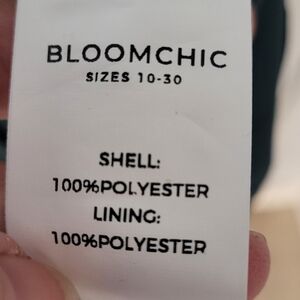 BLOOMCHIC
SIZES 10-30
SHELL:
100%POLYESTER
LINING:
100%POLYESTER